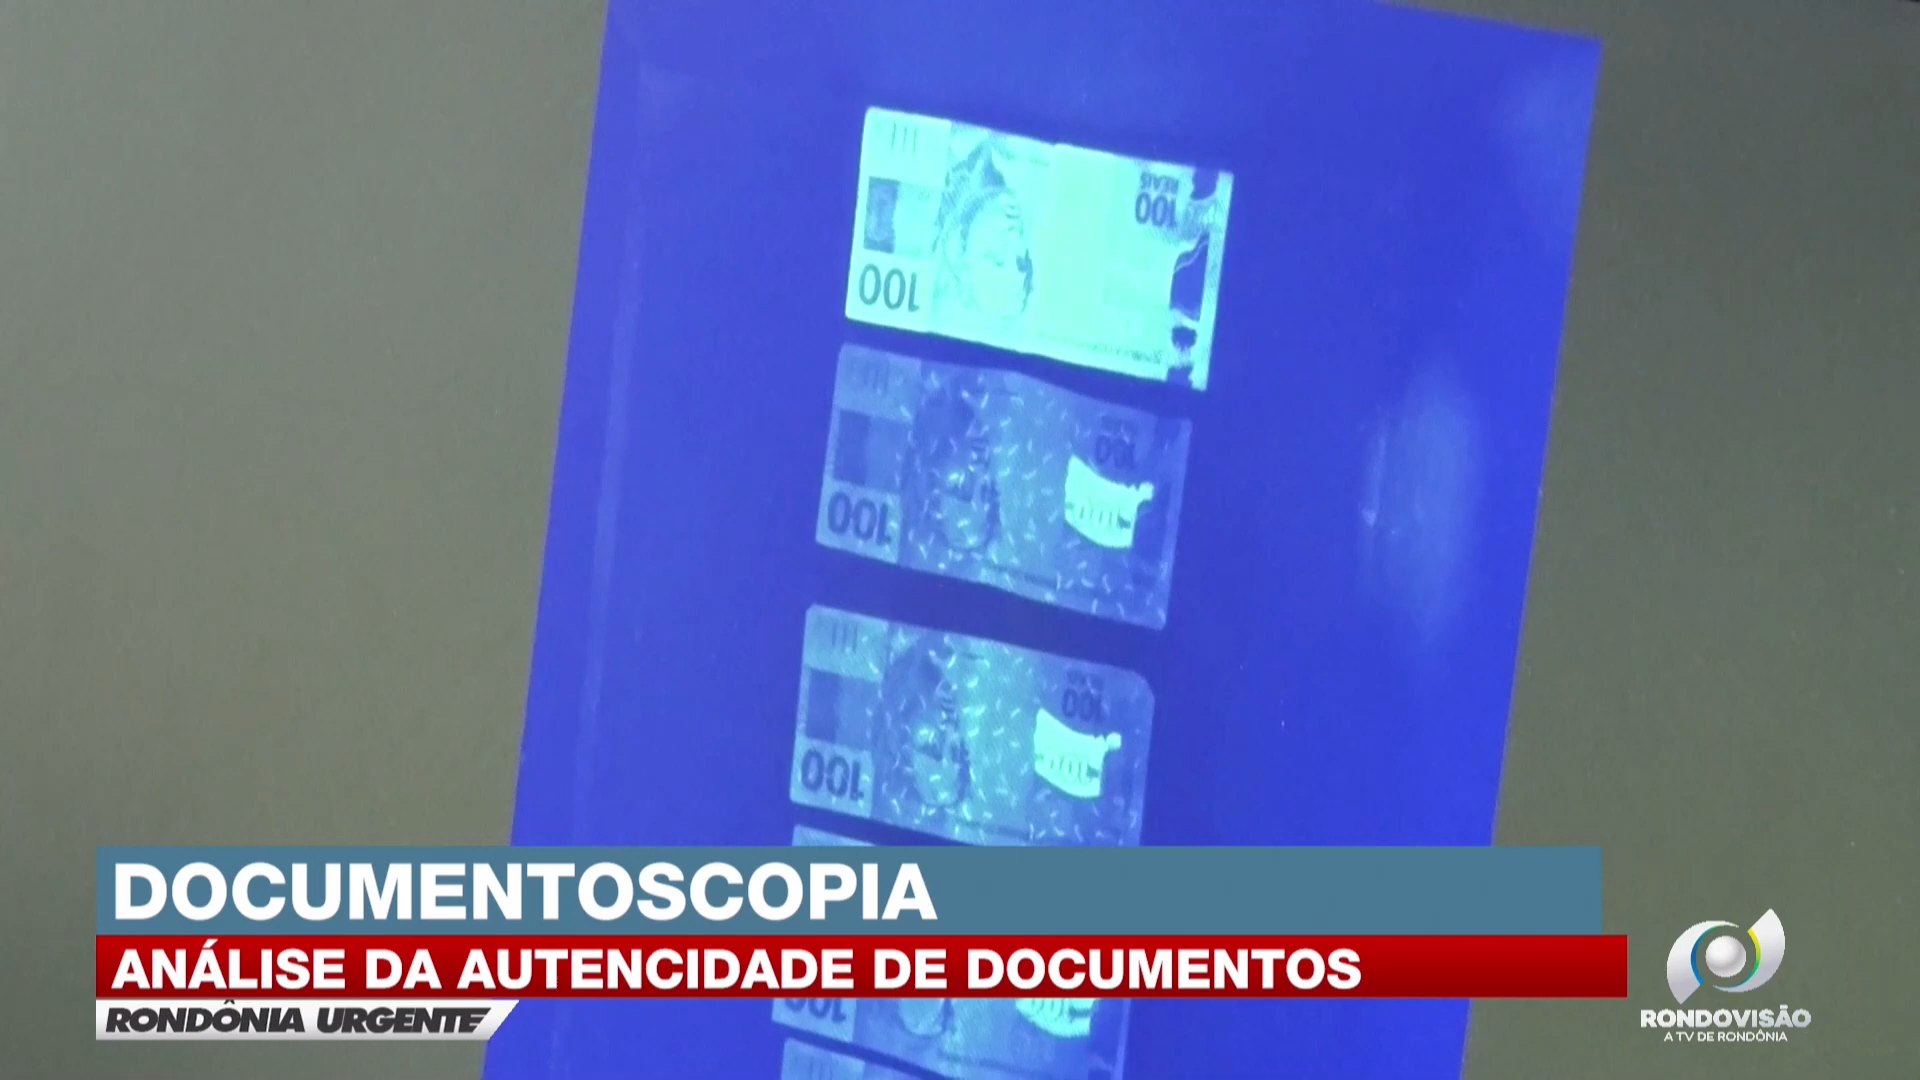 100
REAIS
100
100
100
100
100
DOCUMENTOSCOPIA
ANÁLISE DA AUTENCIDADE DE DOCUMENTOS
100
RONDÔNIA URGENTE
RONDOVISÃO
A TV DE RONDÔNIA